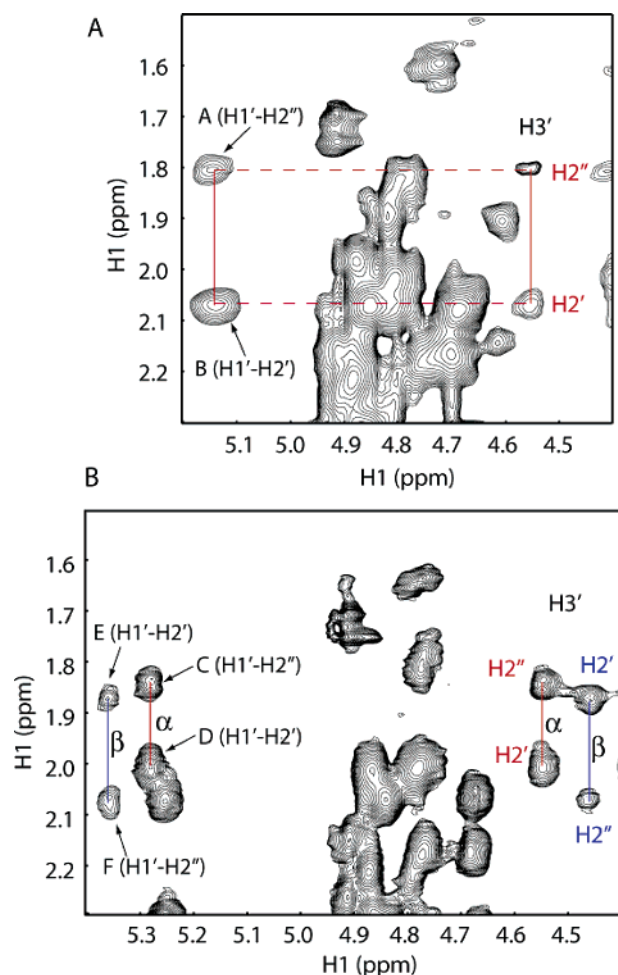 A
1.6
1.7
1.8
1.9
2.0
2.1
2.2
H1 (ppm)
A (H1'-H2")
H3'
H2"
H2'
B (H1'-H2')
5.1 5.0 4.9 4.8 4.7 4.6 4.5
H1 (ppm)
B
1.6
1.7
1.8
1.9
2.0
2.1
2.2
H1 (ppm)
E (H1'-H2')
C (H1'-H2")
H3'
H2" H2'
β α D (H1'-H2') α β
H2'
F (H1'-H2")
H2"
5.3 5.2 5.1 5.0 4.9 4.8 4.7 4.6 4.5
H1 (ppm)